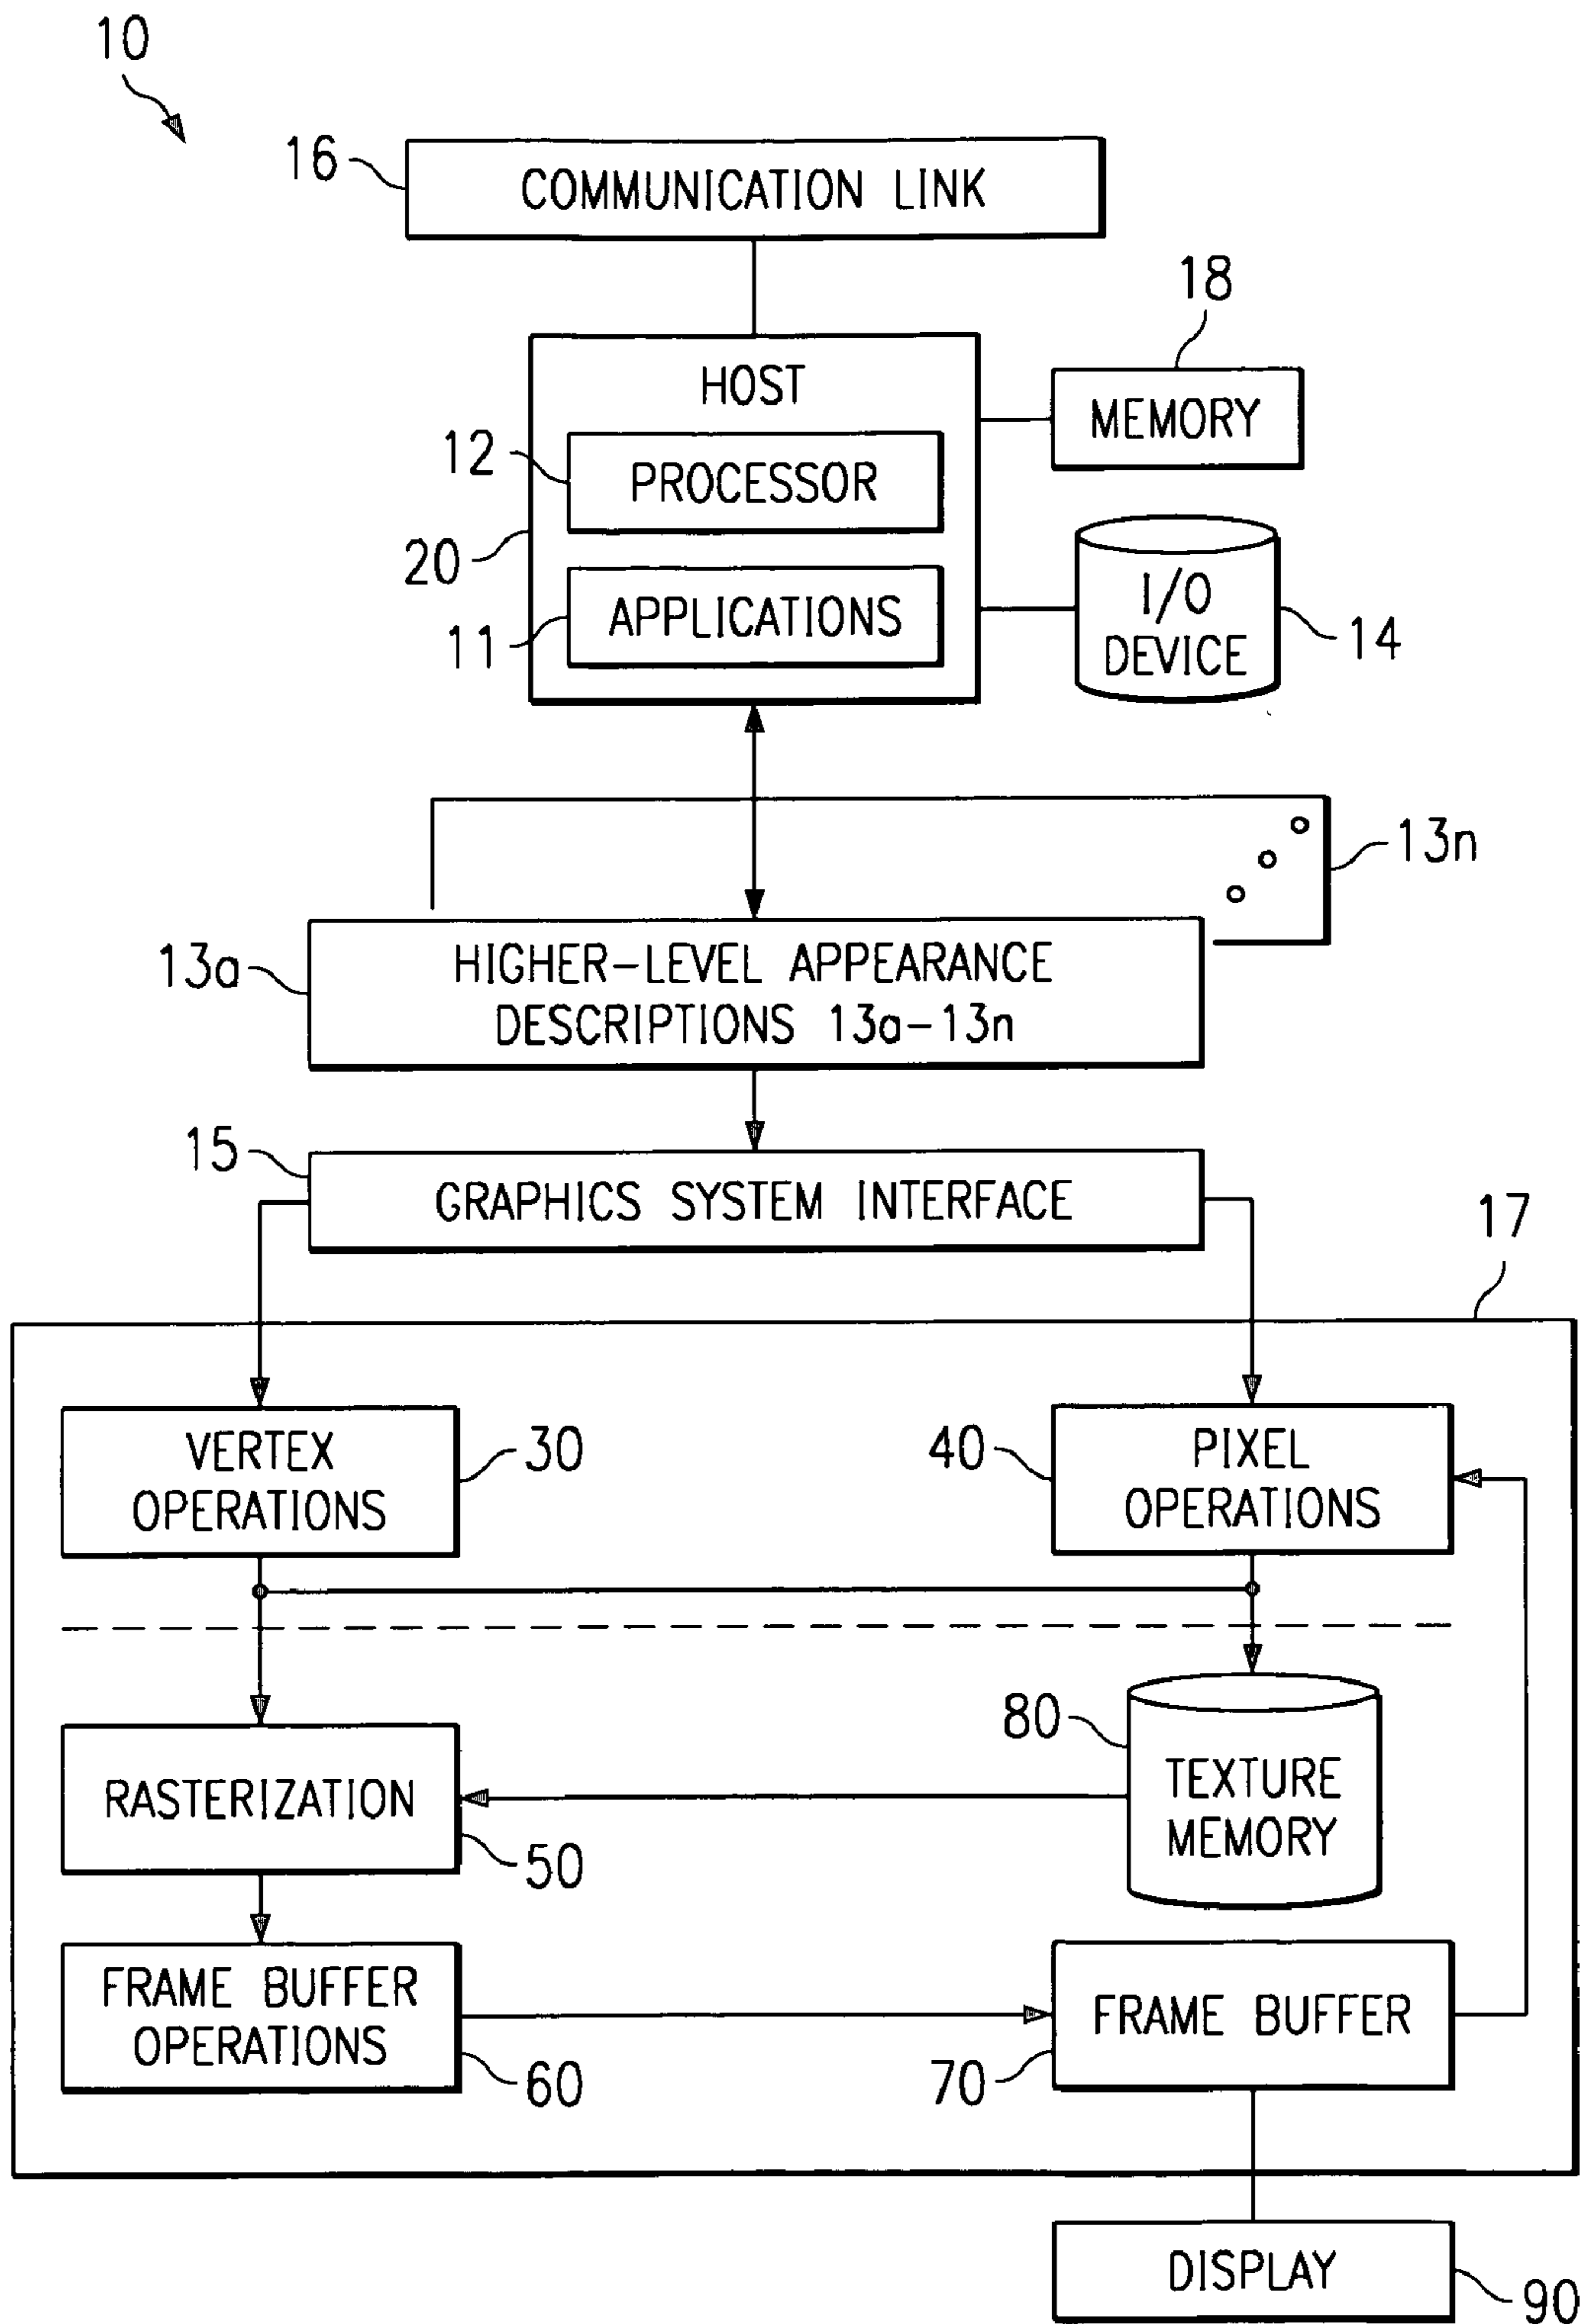 10
16
COMMUNICATION LINK
18
HOST
MEMORY
12
PROCESSOR
20
I/O
DEVICE
11
APPLICATIONS
14
13n
13a
HIGHER-LEVEL APPEARANCE
DESCRIPTIONS 13a-13n
15
GRAPHICS SYSTEM INTERFACE
17
VERTEX
OPERATIONS
30
40
PIXEL
OPERATIONS
80
TEXTURE
MEMORY
RASTERIZATION
50
FRAME BUFFER
OPERATIONS
60
FRAME BUFFER
70
DISPLAY
90